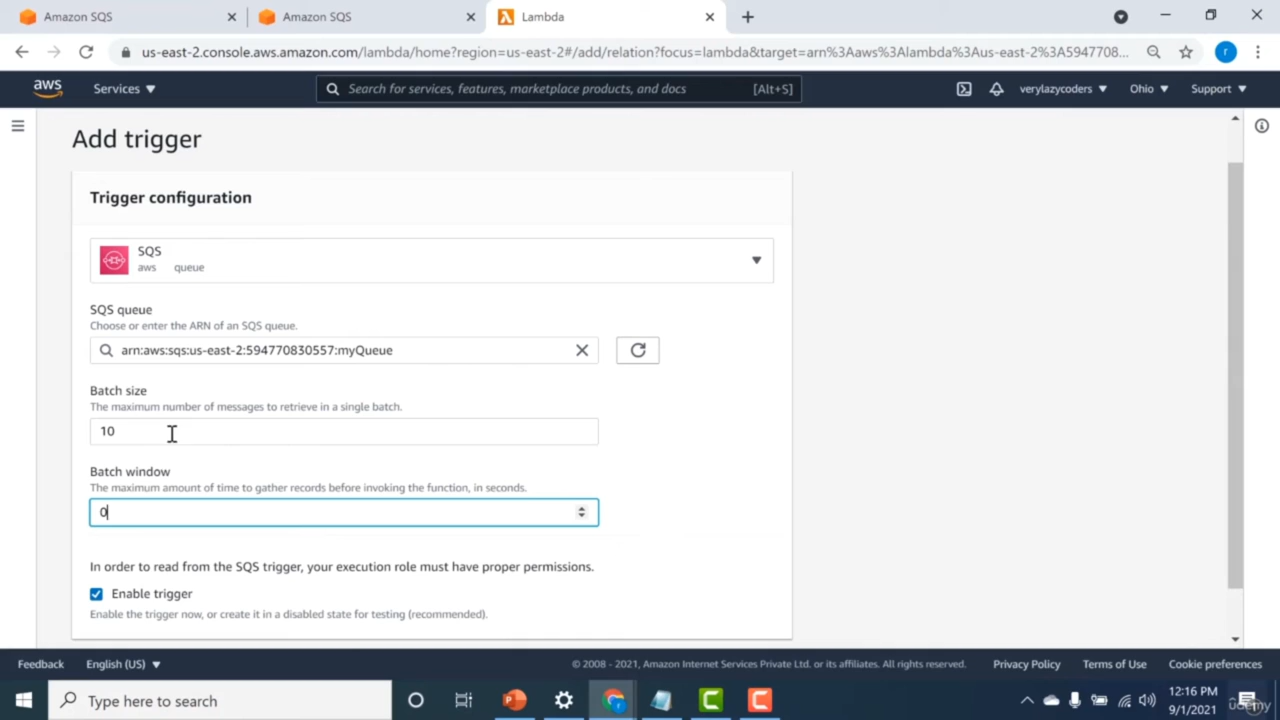 Amazon SQS
Amazon SQS
Lambda
us-east-2.console.aws.amazon.com/lambda/home?region=us-east-2#/add/relation?focus=lambda&target=arn%3Aaws%3Alambda%3Aus-east-2%3A5947708...
r
aws
Services
Search for services, features, marketplace products, and docs
[Alt+S]
verylazycoders
Ohio
Support
Add trigger
Trigger configuration
SQS
aws queue
SQS queue
Choose or enter the ARN of an SQS queue.
arn:aws:sqs:us-east-2:594770830557:myQueue
Batch size
The maximum number of messages to retrieve in a single batch.
10
Batch window
The maximum amount of time to gather records before invoking the function, in seconds.
0
In order to read from the SQS trigger, your execution role must have proper permissions.
Enable trigger
Enable the trigger now, or create it in a disabled state for testing (recommended).
Feedback
English (US)
© 2008 - 2021, Amazon Internet Services Private Ltd. or its affiliates. All rights reserved.
Privacy Policy
Terms of Use
Cookie preferences
Type here to search
12:16 PM
9/1/2021
ûdemy